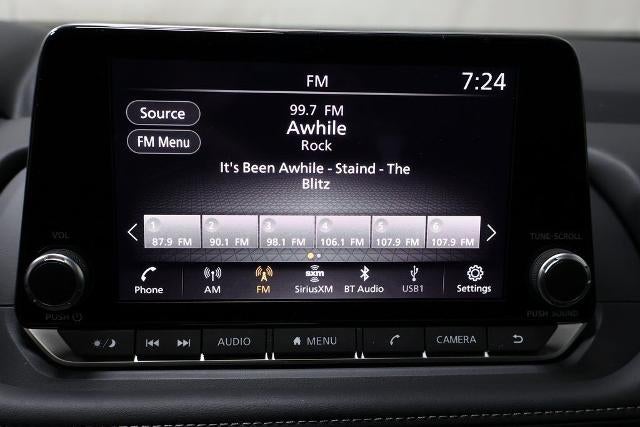 FM
7:24
Source
FM Menu
99.7 FM
Awhile
Rock
It's Been Awhile - Staind - The
Blitz
1 2 3 4 5 6
87.9 FM 90.1 FM 98.1 FM 106.1 FM 107.9 FM 107.9 FM
sxm
Phone AM FM SiriusXM BT Audio USB1 Settings
VOL
PUSH
TUNE-SCROLL
PUSH SOUND
AUDIO MENU CAMERA